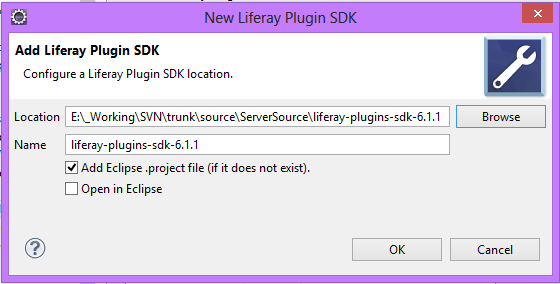 New Liferay Plugin SDK
Add Liferay Plugin SDK
Configure a Liferay Plugin SDK location.
Location E:\_Working\SVN\trunk\source\ServerSource\liferay-plugins-sdk-6.1.1 Browse
Name liferay-plugins-sdk-6.1.1
Add Eclipse .project file (if it does not exist).
Open in Eclipse
? OK Cancel